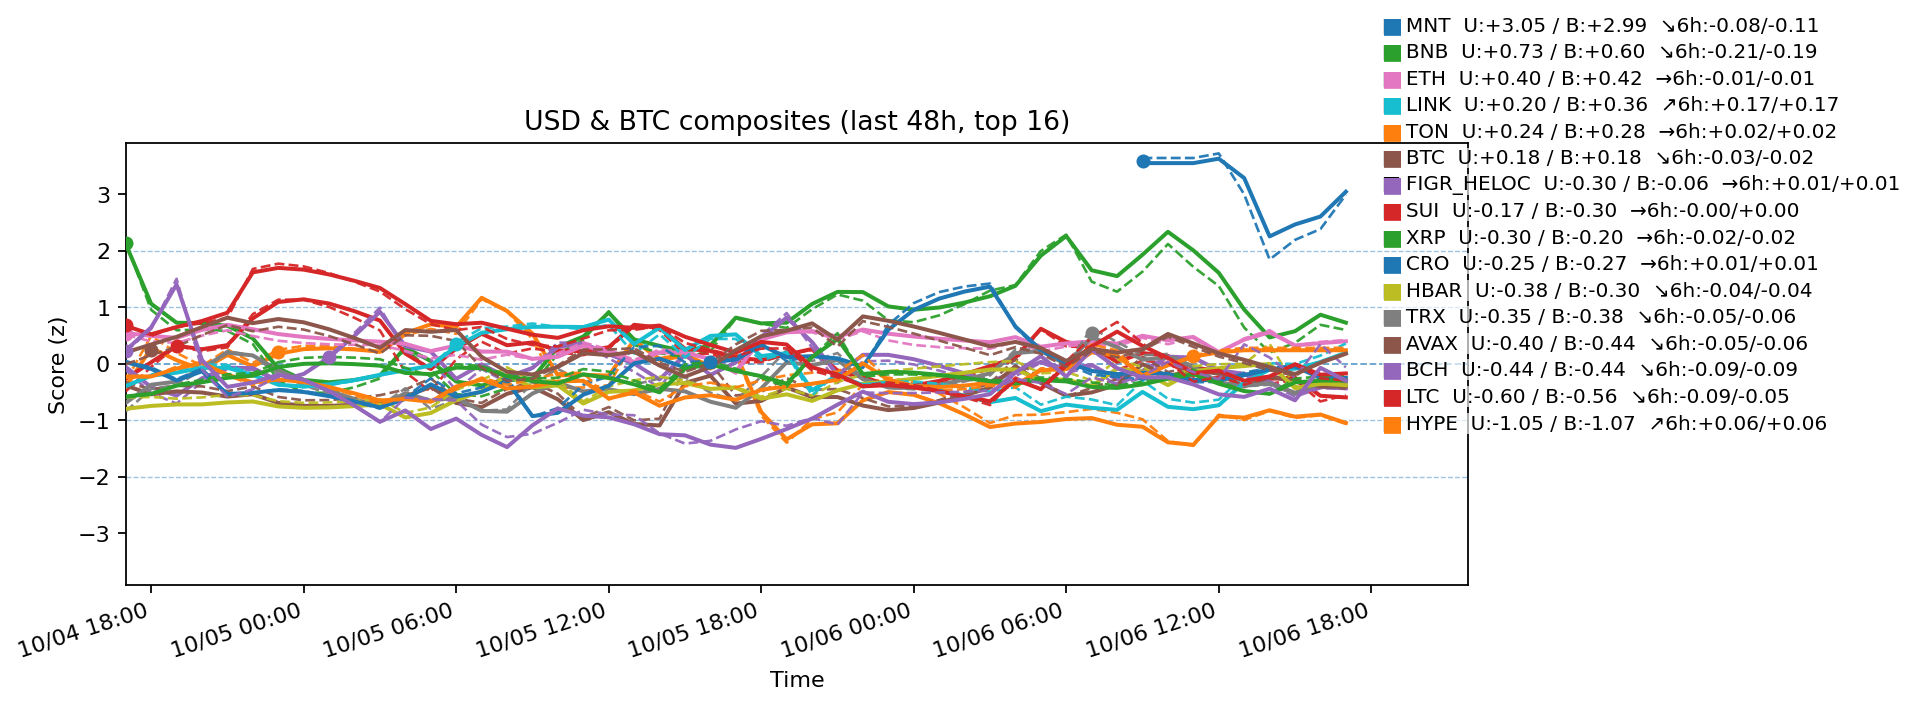 MNT  U:+3.05 / B:+2.99  ↘6h:-0.08/-0.11
BNB  U:+0.73 / B:+0.60  ↘6h:-0.21/-0.19
ETH  U:+0.40 / B:+0.42  →6h:-0.01/-0.01
LINK  U:+0.20 / B:+0.36  ↗6h:+0.17/+0.17
TON  U:+0.24 / B:+0.28  →6h:+0.02/+0.02
BTC  U:+0.18 / B:+0.18  ↘6h:-0.03/-0.02
FIGR_HELOC  U:-0.30 / B:-0.06  →6h:+0.01/+0.01
SUI  U:-0.17 / B:-0.30  →6h:-0.00/+0.00
XRP  U:-0.30 / B:-0.20  →6h:-0.02/-0.02
CRO  U:-0.25 / B:-0.27  →6h:+0.01/+0.01
HBAR  U:-0.38 / B:-0.30  ↘6h:-0.04/-0.04
TRX  U:-0.35 / B:-0.38  ↘6h:-0.05/-0.06
AVAX  U:-0.40 / B:-0.44  ↘6h:-0.05/-0.06
BCH  U:-0.44 / B:-0.44  ↘6h:-0.09/-0.09
LTC  U:-0.60 / B:-0.56  ↘6h:-0.09/-0.05
HYPE  U:-1.05 / B:-1.07  ↗6h:+0.06/+0.06
USD & BTC composites (last 48h, top 16)
Score (z)
3
2
1
0
−1
−2
−3
10/04 18:00
10/05 00:00
10/05 06:00
10/05 12:00
10/05 18:00
10/06 00:00
10/06 06:00
10/06 12:00
10/06 18:00
Time